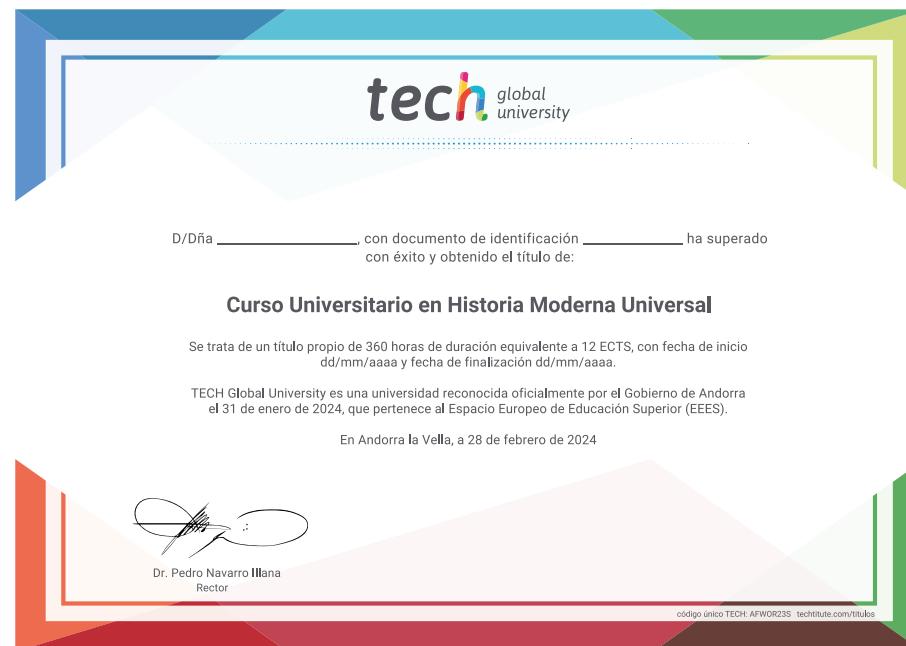 tech global university
D/Dña ____________, con documento de identificación ____________ ha superado
con éxito y obtenido el título de:
Curso Universitario en Historia Moderna Universal
Se trata de un título propio de 360 horas de duración equivalente a 12 ECTS, con fecha de inicio
dd/mm/aaaa y fecha de finalización dd/mm/aaaa.
TECH Global University es una universidad reconocida oficialmente por el Gobierno de Andorra
el 31 de enero de 2024, que pertenece al Espacio Europeo de Educación Superior (EEES).
En Andorra la Vella, a 28 de febrero de 2024
Dr. Pedro Navarro Illana
Rector
código único TECH: AFWOR23S techtitute.com/titulos